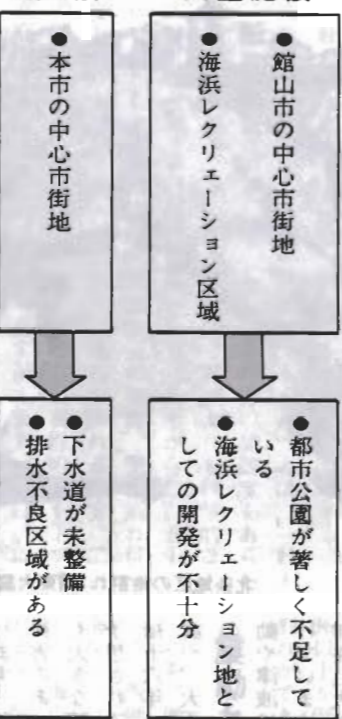 ● 館山市の中心市街地
● 海浜レクリェーション区域
● 都市公園が著しく不足して
いる
● 海浜レクリェーション地と
しての開発が不十分
● 本市の中心市街地
● 下水道が未整備
● 排水不良区域がある